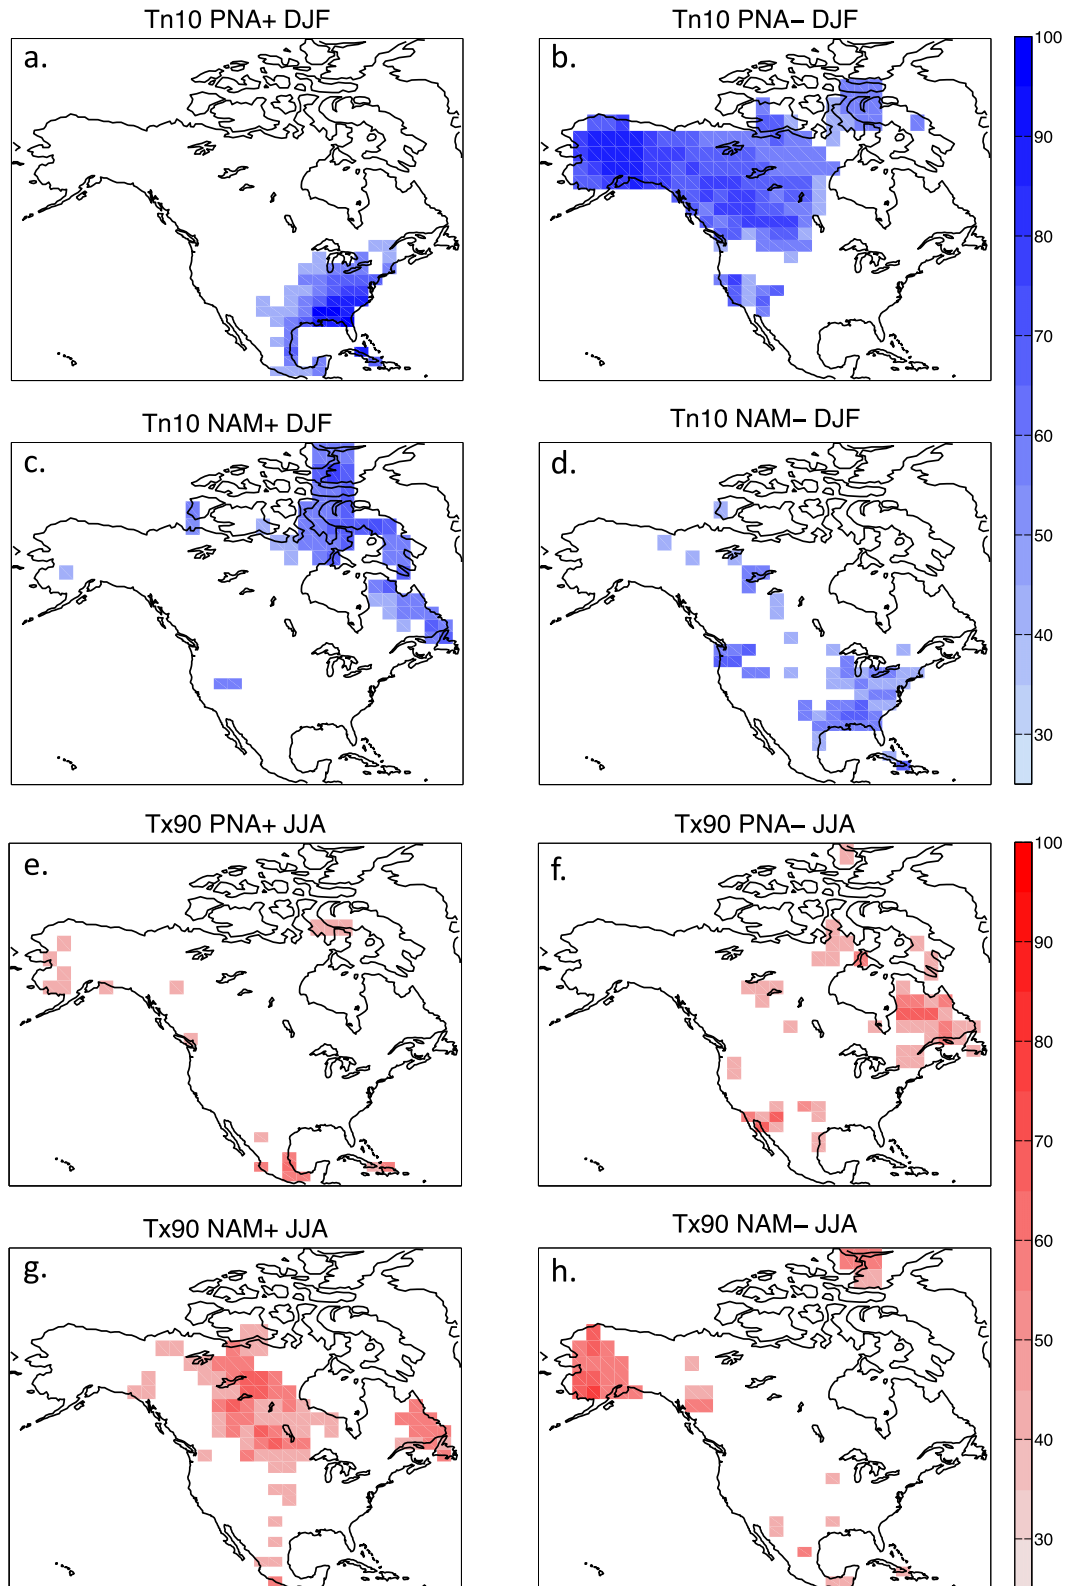 Tn10 PNA+ DJF
Tn10 PNA− DJF
a.
b.
100
90
80
70
60
50
40
30
Tn10 NAM+ DJF
Tn10 NAM− DJF
c.
d.
Tx90 PNA+ JJA
Tx90 PNA− JJA
e.
f.
100
90
80
70
60
50
40
30
Tx90 NAM+ JJA
Tx90 NAM− JJA
g.
h.